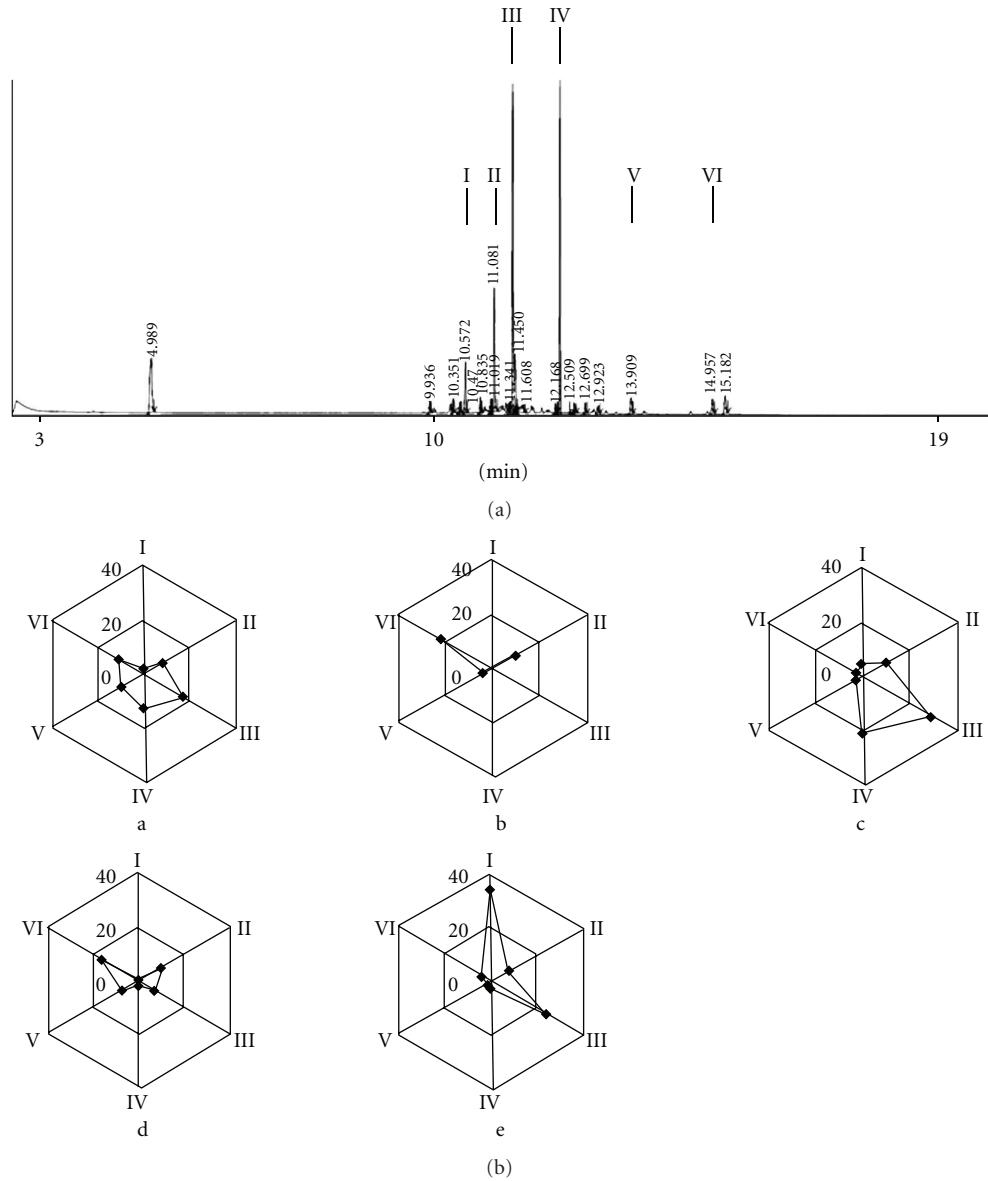 III IV
I II V VI
4.989
9.936
10.351
10.572
10.47
10.835
11.019
11.081
11.341
11.450
11.608
12.168
12.509
12.699
12.923
13.909
14.957
15.182
3 10 19
(min)
(a)
I
40
VI II
20
0
V III
IV
a
I
40
VI II
20
0
V III
IV
b
I
40
VI II
20
0
V III
IV
c
I
40
VI II
20
0
V III
IV
d
I
40
VI II
20
0
V III
IV
e
(b)